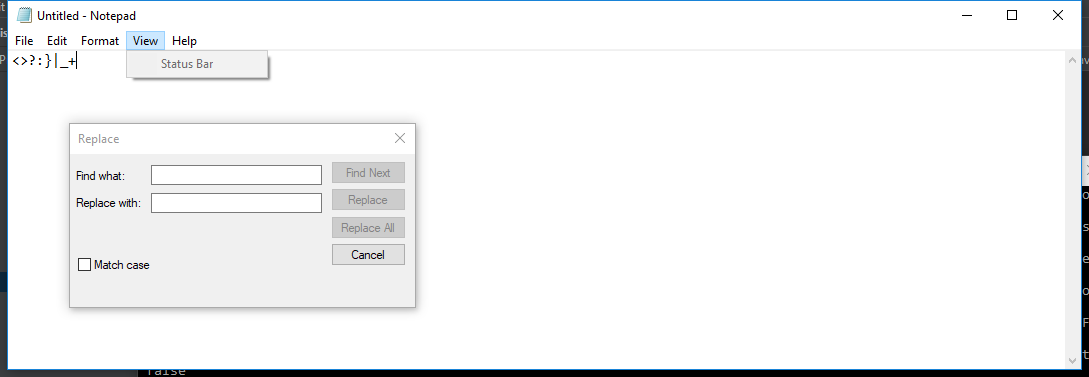 Untitled - Notepad
File Edit Format View Help
<>?:}|_+
Status Bar
Replace
Find what:
Find Next
Replace with:
Replace
Replace All
Cancel
Match case
false